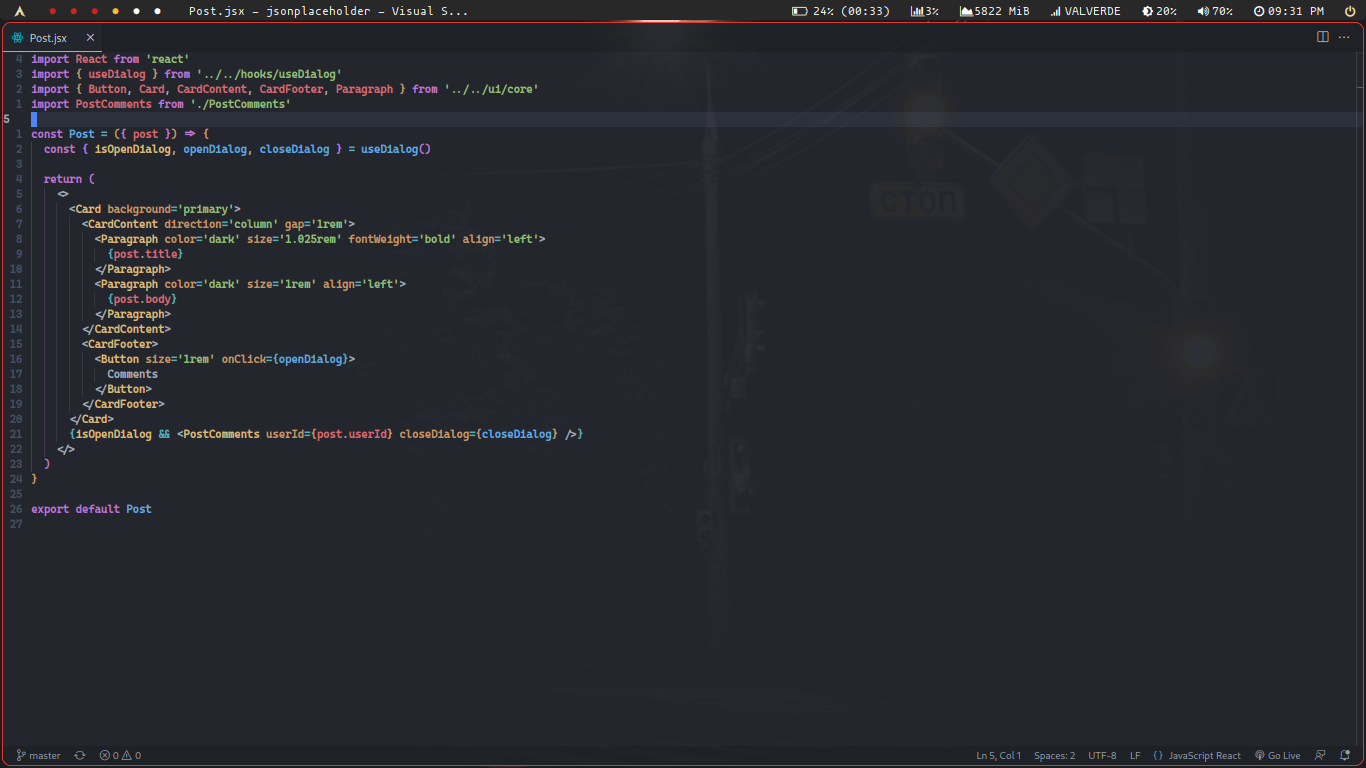 Post.jsx – jsonplaceholder – Visual S... 24% (00:33) 3% 5822 MiB VALVERDE 20% 70% 09:31 PM
Post.jsx
4 import React from 'react'
3 import { useDialog } from '../../hooks/useDialog'
2 import { Button, Card, CardContent, CardFooter, Paragraph } from '../../ui/core'
1 import PostComments from './PostComments'
5
1 const Post = ({ post }) => {
2 const { isOpenDialog, openDialog, closeDialog } = useDialog()
3
4 return (
5 <>
6 <Card background='primary'>
7 <CardContent direction='column' gap='1rem'>
8 <Paragraph color='dark' size='1.025rem' fontWeight='bold' align='left'>
9 {post.title}
10 </Paragraph>
11 <Paragraph color='dark' size='1rem' align='left'>
12 {post.body}
13 </Paragraph>
14 </CardContent>
15 <CardFooter>
16 <Button size='1rem' onClick={openDialog}>
17 Comments
18 </Button>
19 </CardFooter>
20 </Card>
21 {isOpenDialog && <PostComments userId={post.userId} closeDialog={closeDialog} />}
22 </>
23 )
24 }
25
26 export default Post
27
СТОП
master 0 0 Ln 5, Col 1 Spaces: 2 UTF-8 LF {} JavaScript React Go Live